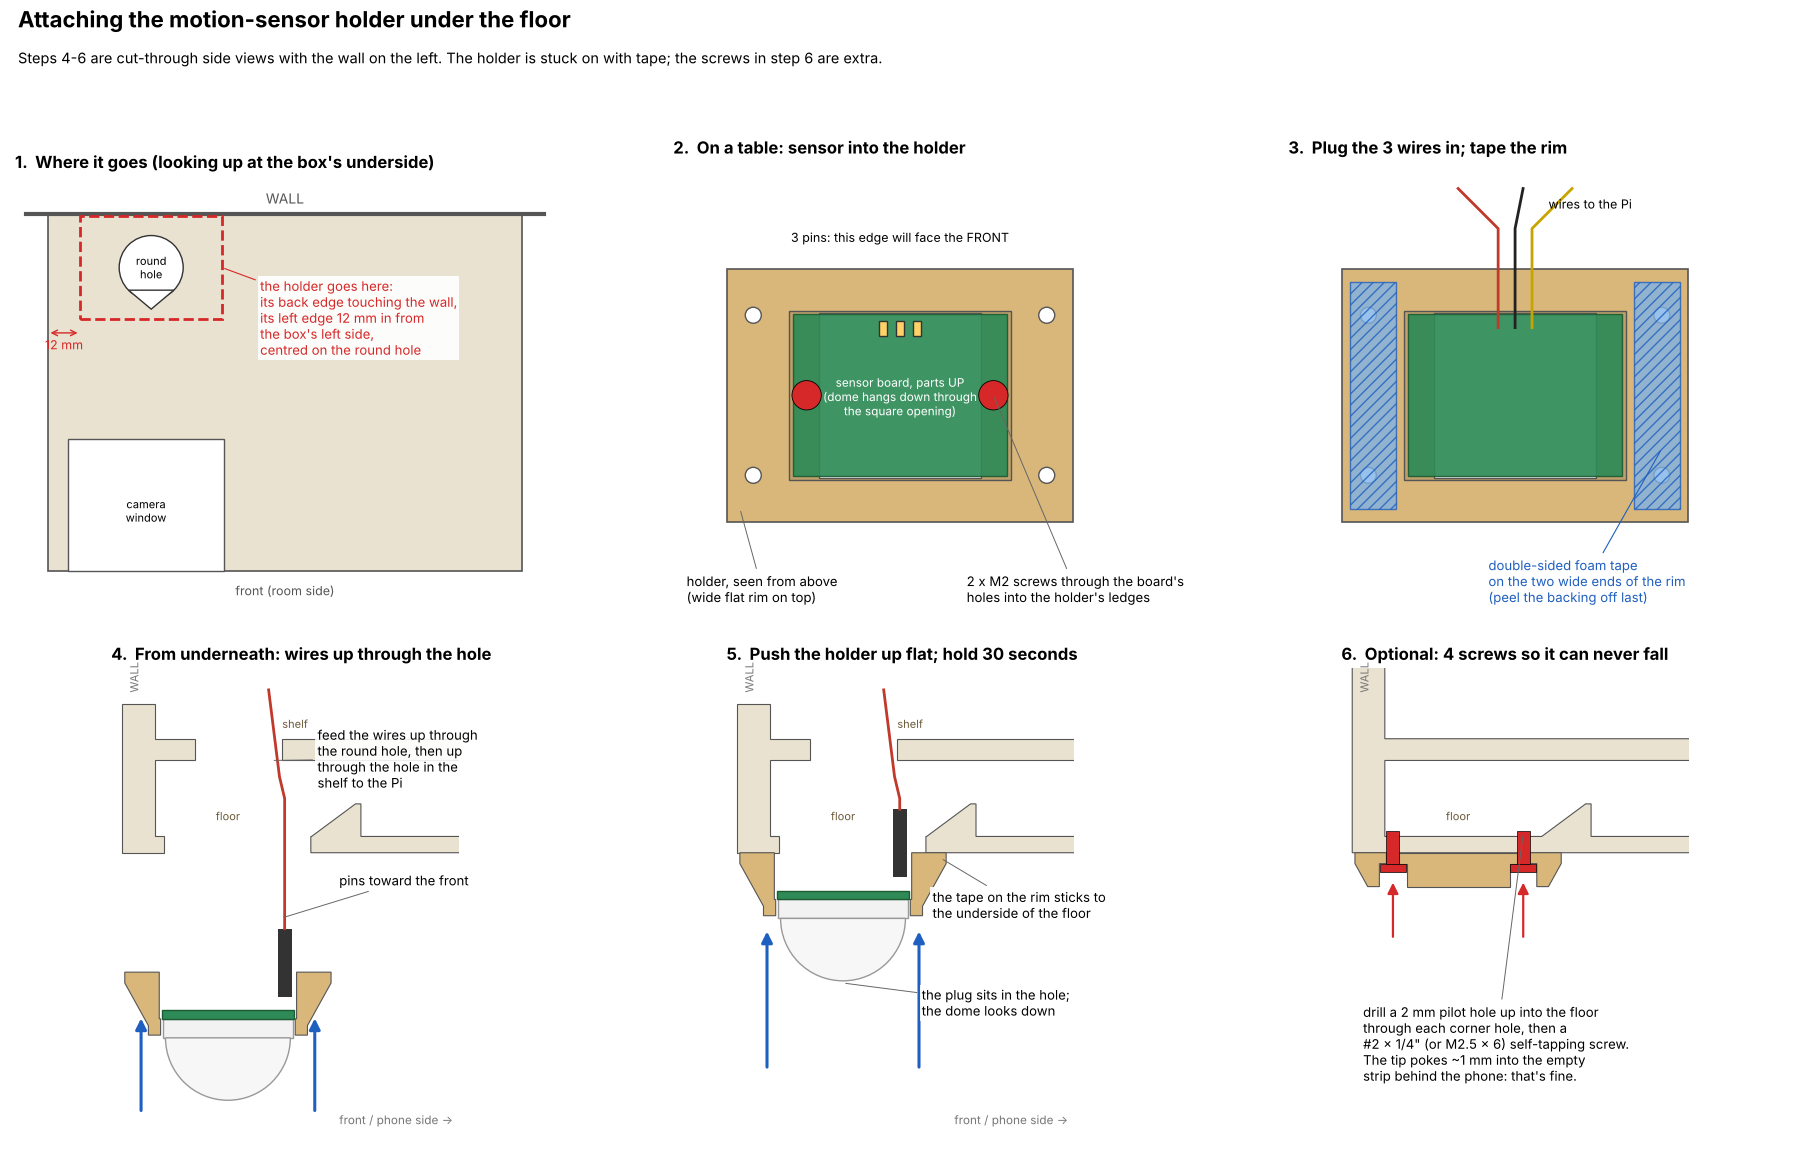 Attaching the motion-sensor holder under the floor
Steps 4-6 are cut-through side views with the wall on the left. The holder is stuck on with tape; the screws in step 6 are extra.
1. Where it goes (looking up at the box's underside)
WALL
round
hole
the holder goes here:
its back edge touching the wall,
its left edge 12 mm in from
the box's left side,
centred on the round hole
12 mm
camera
window
front (room side)
2. On a table: sensor into the holder
3 pins: this edge will face the FRONT
sensor board, parts UP
(dome hangs down through
the square opening)
holder, seen from above
(wide flat rim on top)
2 x M2 screws through the board's
holes into the holder's ledges
3. Plug the 3 wires in; tape the rim
wires to the Pi
double-sided foam tape
on the two wide ends of the rim
(peel the backing off last)
4. From underneath: wires up through the hole
WALL
shelf
feed the wires up through
the round hole, then up
through the hole in the
shelf to the Pi
floor
pins toward the front
front / phone side →
5. Push the holder up flat; hold 30 seconds
WALL
shelf
floor
the tape on the rim sticks to
the underside of the floor
the plug sits in the hole;
the dome looks down
front / phone side →
6. Optional: 4 screws so it can never fall
WALL
floor
drill a 2 mm pilot hole up into the floor
through each corner hole, then a
#2 × 1/4" (or M2.5 × 6) self-tapping screw.
The tip pokes ~1 mm into the empty
strip behind the phone: that's fine.